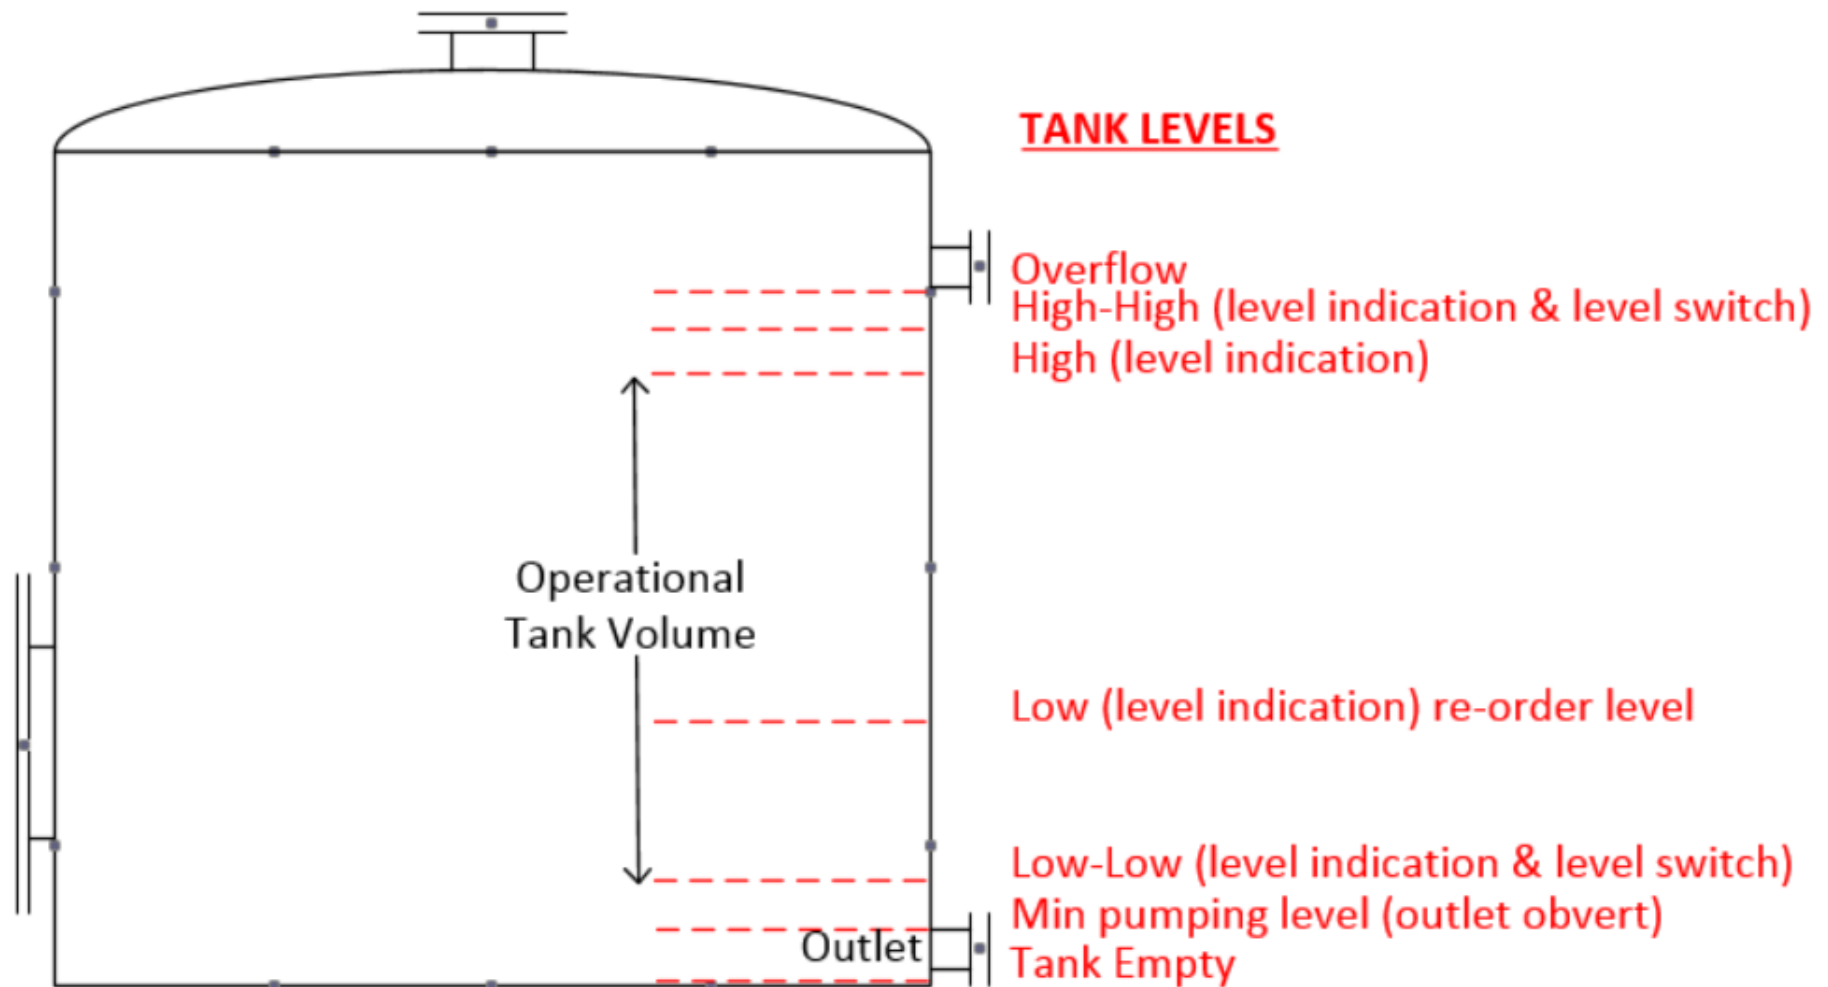 TANK LEVELS
Overflow
High-High (level indication & level switch)
High (level indication)
Operational
Tank Volume
Low (level indication) re-order level
Low-Low (level indication & level switch)
Min pumping level (outlet obvert)
Outlet
Tank Empty